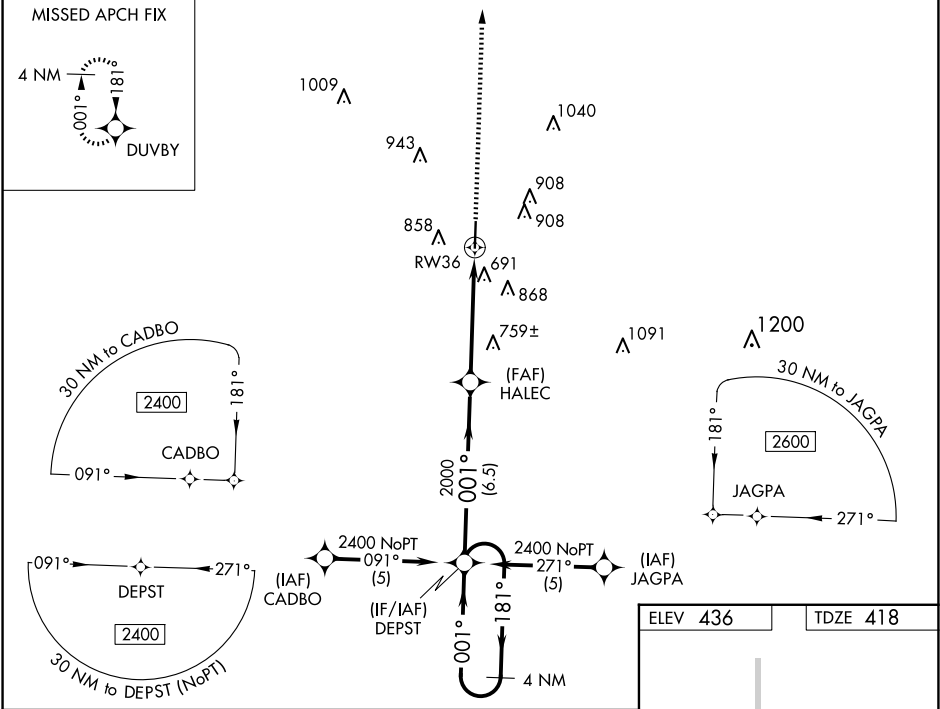 MISSED APCH FIX
4 NM
181°
001°
DUVBY
1009
1040
943
908
908
858
RW36
691
868
759±
1091
1200
(FAF)
HALEC
30 NM to CADBO
2400
181°
CADBO
091°
30 NM to JAGPA
181°
2600
JAGPA
271°
2000
001°
(6.5)
091°
271°
DEPST
2400
30 NM to DEPST (NoPT)
2400 NoPT
091°
(5)
(IAF)
CADBO
2400 NoPT
271°
(5)
(IAF)
JAGPA
(IF/IAF)
DEPST
001°
181°
4 NM
ELEV 436
TDZE 418